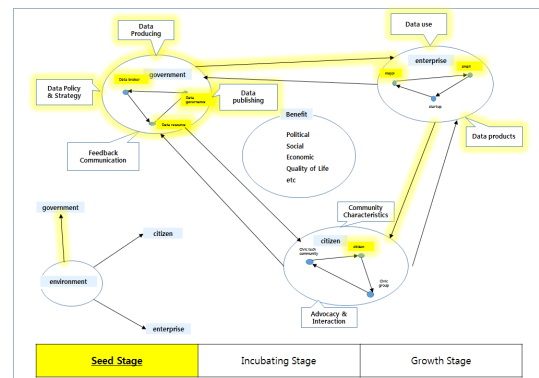 Data
Producing
Data use
government
Data broker
Data
governance
Data resource
Data Policy
& Strategy
Data
publishing
Feedback
Communication
enterprise
major
small
startup
Data products
Benefit
Political
Social
Economic
Quality of Life
etc
Community
Characteristics
citizen
Civic tech
community
citizen
Civic
group
Advocacy &
Interaction
government
citizen
environment
enterprise
Seed Stage
Incubating Stage
Growth Stage